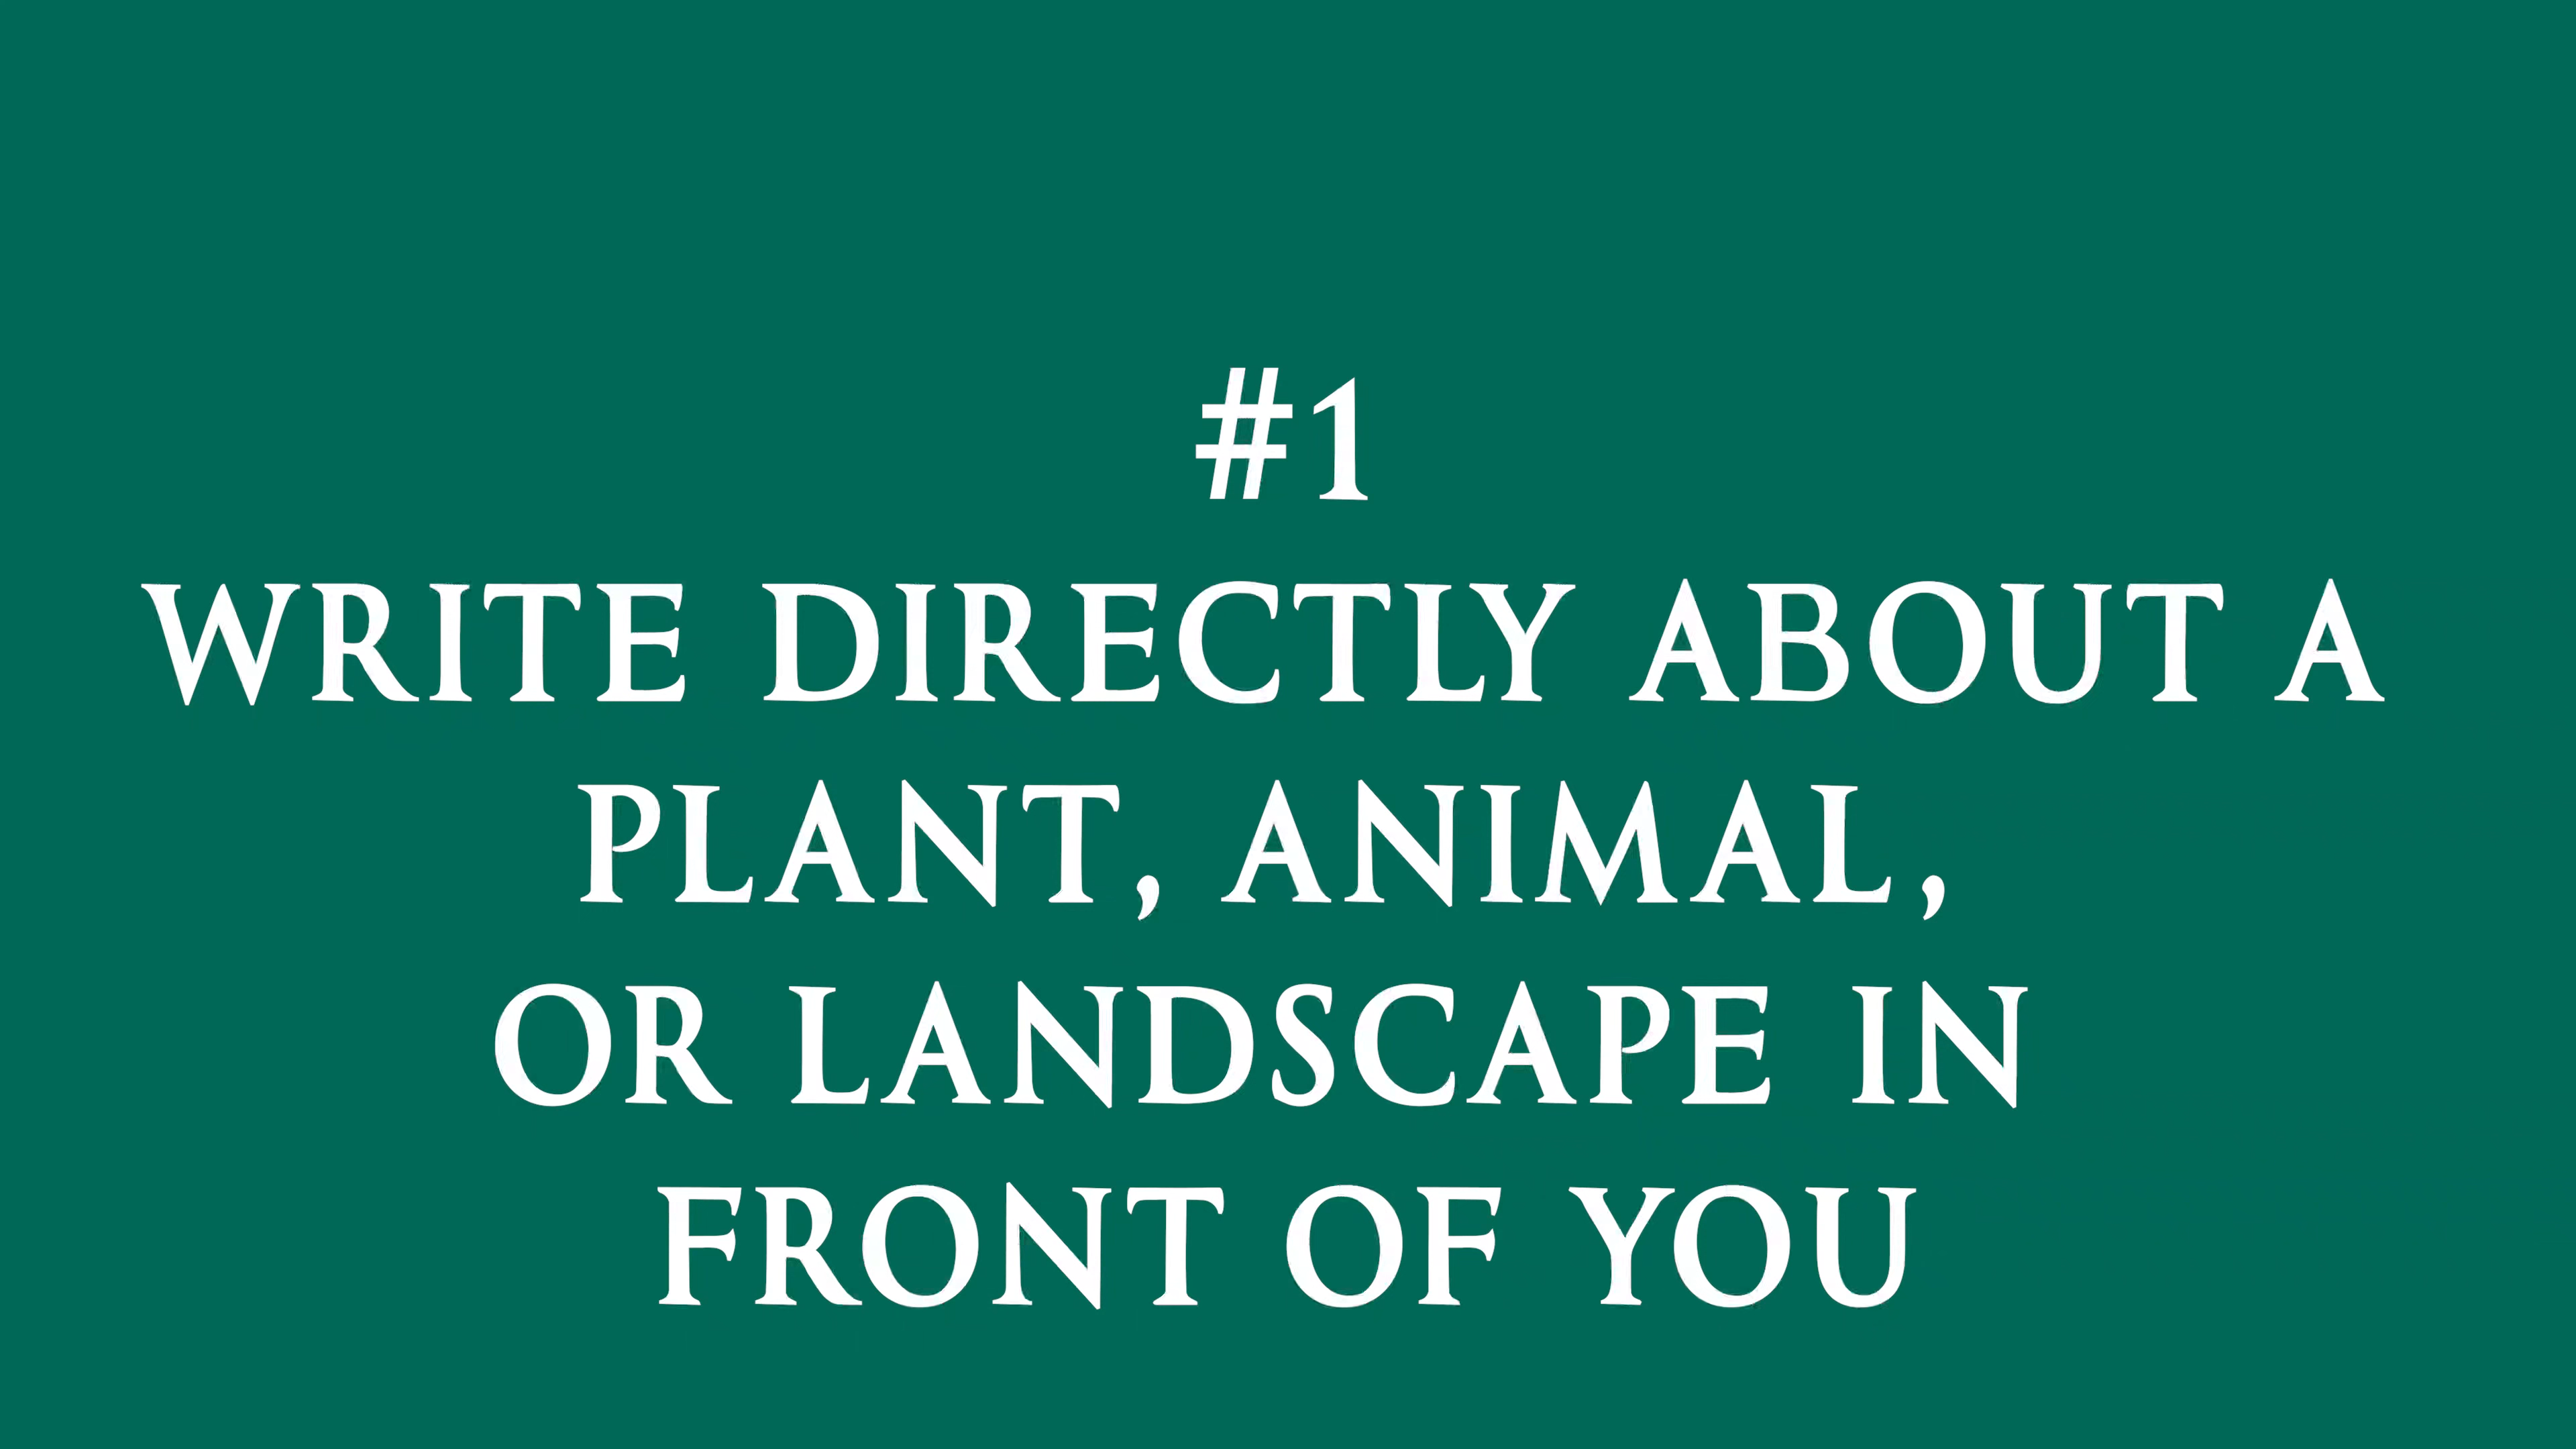 #1
WRITE DIRECTLY ABOUT A
PLANT, ANIMAL,
OR LANDSCAPE IN
FRONT OF YOU